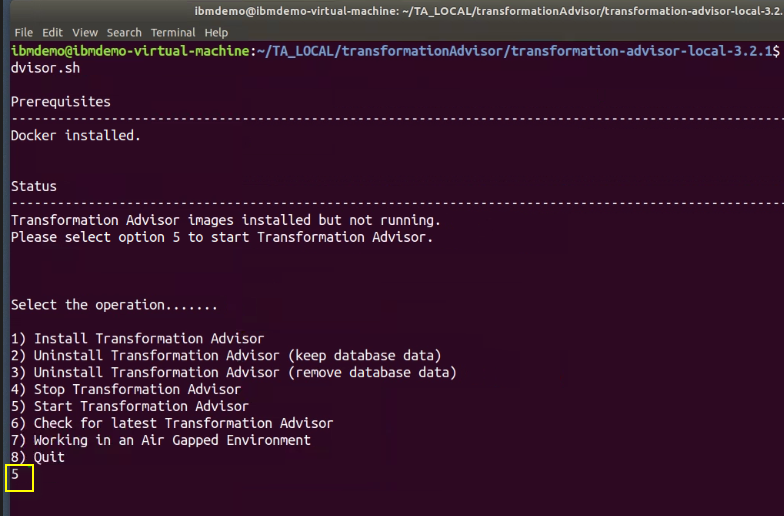 ibmdemo@ibmdemo-virtual-machine: ~/TA_LOCAL/transformationAdvisor/transformation-advisor-local-3.2.
File Edit View Search Terminal Help
ibmdemo@ibmdemo-virtual-machine:~/TA_LOCAL/transformationAdvisor/transformation-advisor-local-3.2.1$
dvisor.sh
Prerequisites
----------------------------------------------------------------------------------------------------
Docker installed.
Status
----------------------------------------------------------------------------------------------------
Transformation Advisor images installed but not running.
Please select option 5 to start Transformation Advisor.
Select the operation.......
1) Install Transformation Advisor
2) Uninstall Transformation Advisor (keep database data)
3) Uninstall Transformation Advisor (remove database data)
4) Stop Transformation Advisor
5) Start Transformation Advisor
6) Check for latest Transformation Advisor
7) Working in an Air Gapped Environment
8) Quit
5